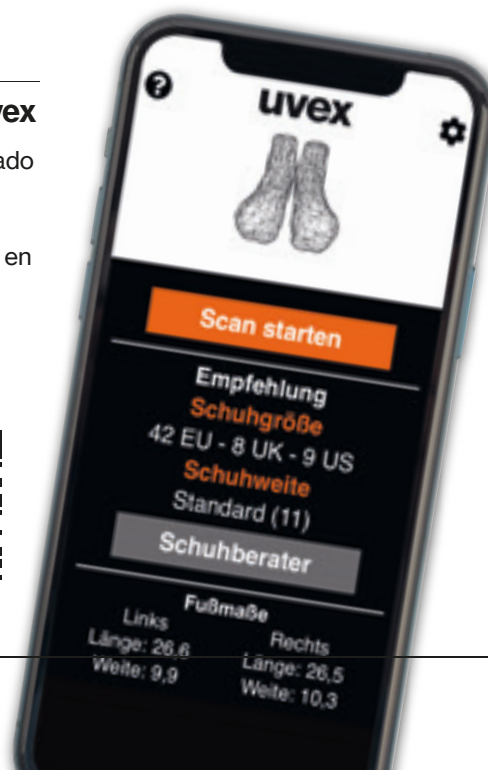 vex
ado
en
?
uvex
Scan starten
Empfehlung
Schuhgröße
42 EU - 8 UK - 9 US
Schuhweite
Standard (11)
Schuhberater
Fußmaße
Links Rechts
Länge: 26,6 Länge: 26,5
Weite: 9,9 Weite: 10,3